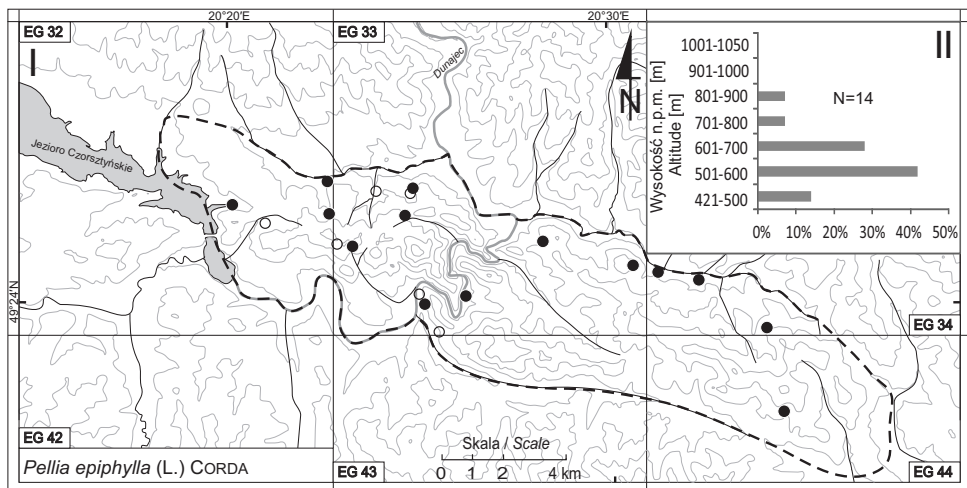 20°20'
20°30'E
EG 32
EG 33
I
II
Dunajec
N
Jezioro Czorsztyńskie
Wysokość n.p.m. [m]
Altitude [m]
1001-1050
901-1000
801-900
701-800
601-700
501-600
421-500
N=14
0% 10% 20% 30% 40% 50%
49°24'N
EG 34
EG 42
EG 43
EG 44
Skala / Scale
0 1 2 4 km
Pellia epiphylla (L.) CORDA